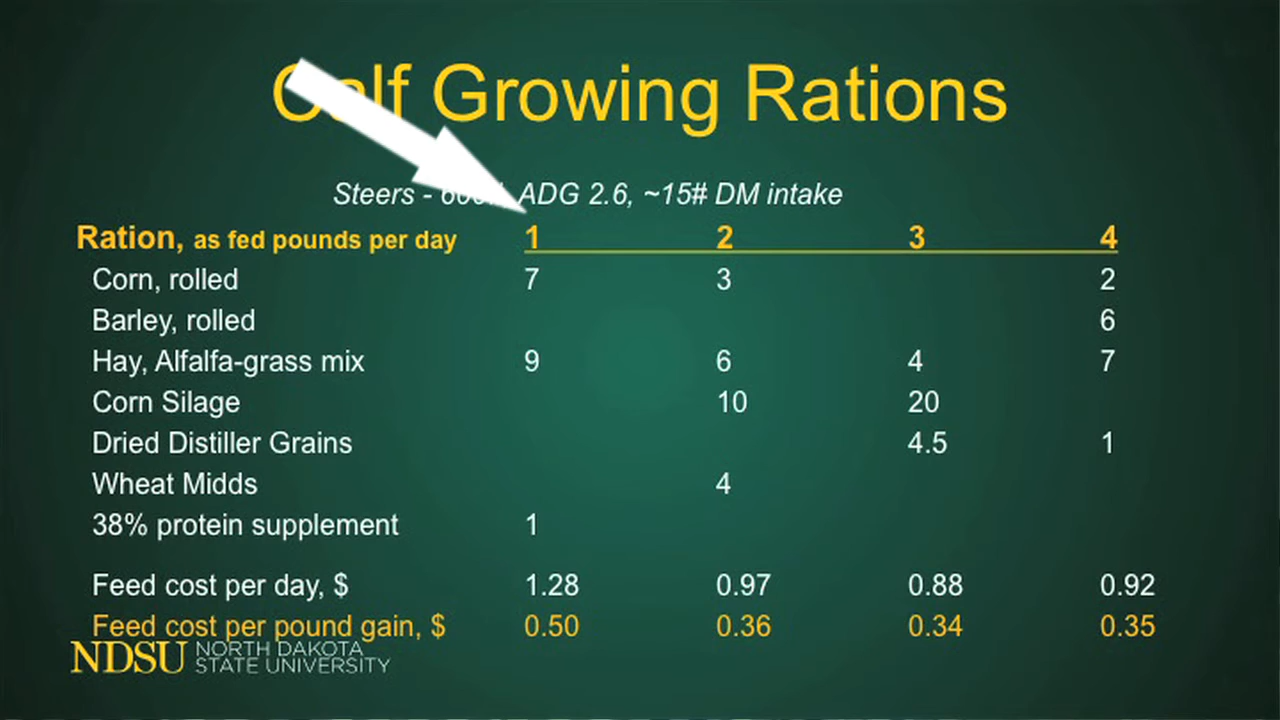 Calf Growing Rations
Steers - ADG 2.6, ~15# DM intake
Ration, as fed pounds per day 1 2 3 4
Corn, rolled 7 3 2
Barley, rolled 6
Hay, Alfalfa-grass mix 9 6 4 7
Corn Silage 10 20
Dried Distiller Grains 4.5 1
Wheat Midds 4
38% protein supplement 1
Feed cost per day, $ 1.28 0.97 0.88 0.92
Feed cost per pound gain, $ 0.50 0.36 0.34 0.35
NDSU NORTH DAKOTA
STATE UNIVERSITY